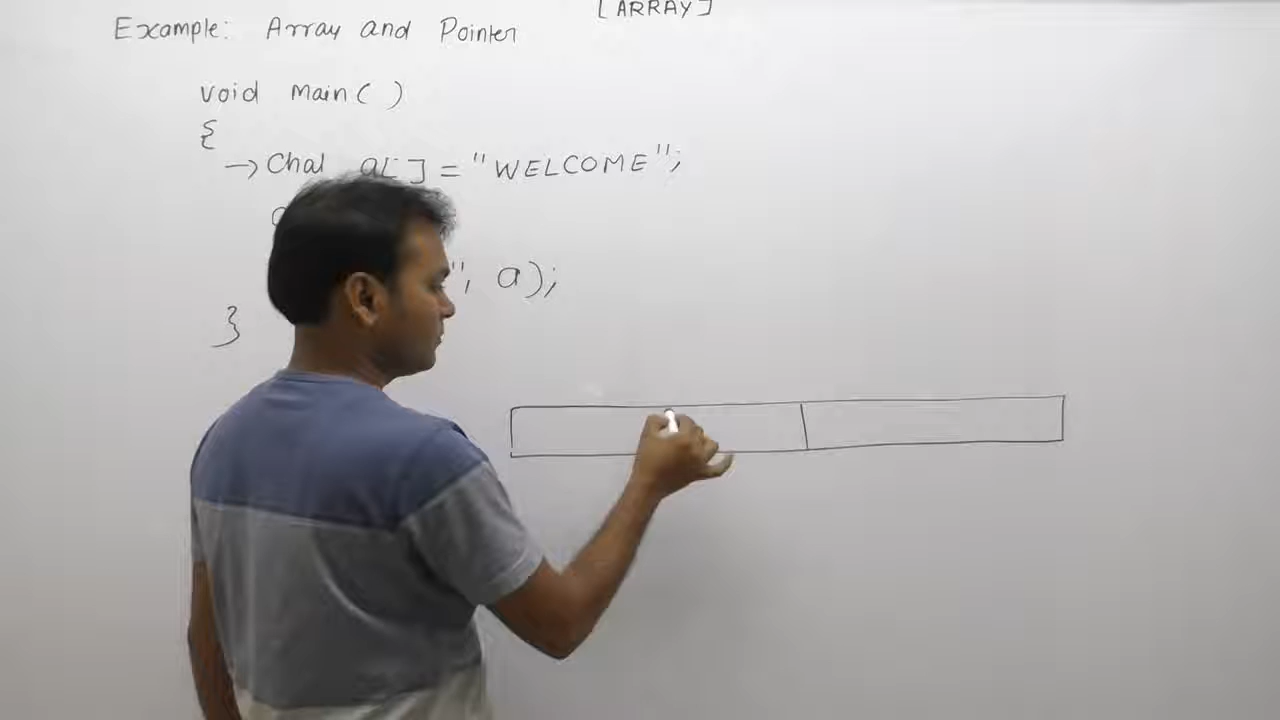 [ARRAY]
Example: Array and Pointer
void main( )
{
→ Char a[ ] = "WELCOME";
", a);
}